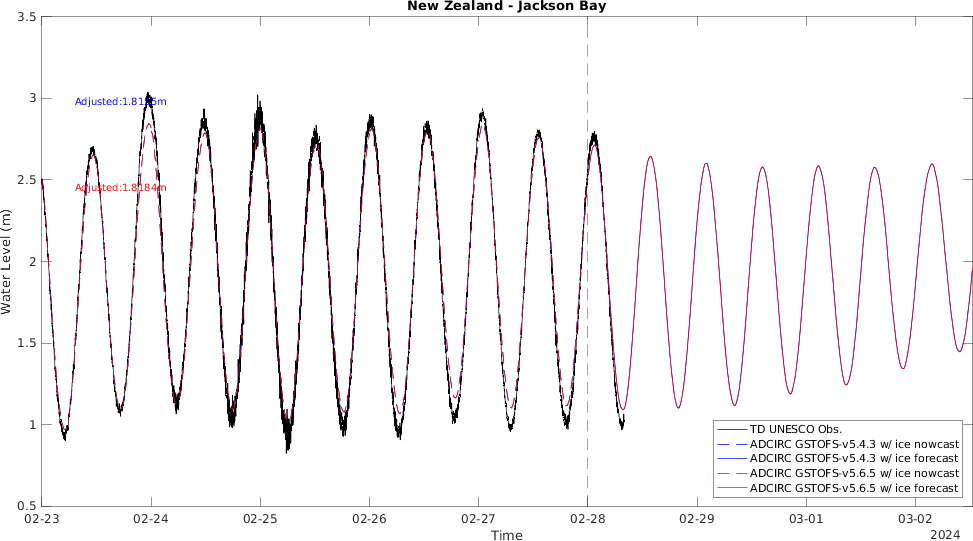 New Zealand - Jackson Bay
3.5
3
2.5
2
1.5
1
0.5
Water Level (m)
Adjusted:1.8195m
Adjusted:1.8184m
TD UNESCO Obs.
ADCIRC GSTOFS-v5.4.3 w/ ice nowcast
ADCIRC GSTOFS-v5.4.3 w/ ice forecast
ADCIRC GSTOFS-v5.6.5 w/ ice nowcast
ADCIRC GSTOFS-v5.6.5 w/ ice forecast
02-23 02-24 02-25 02-26 02-27 02-28 02-29 03-01 03-02
Time
2024